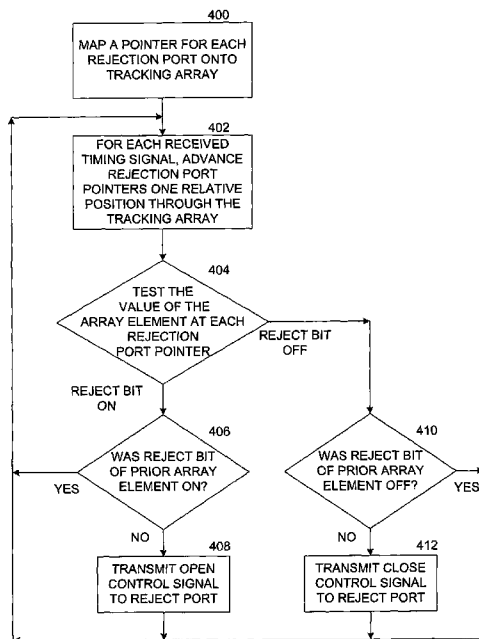 400
MAP A POINTER FOR EACH
REJECTION PORT ONTO
TRACKING ARRAY
402
FOR EACH RECEIVED
TIMING SIGNAL, ADVANCE
REJECTION PORT
POINTERS ONE RELATIVE
POSITION THROUGH THE
TRACKING ARRAY
404
TEST THE
VALUE OF THE
ARRAY ELEMENT AT EACH
REJECTION
PORT POINTER
REJECT BIT
OFF
REJECT BIT
ON
406
WAS REJECT BIT
OF PRIOR ARRAY
ELEMENT ON?
YES
NO
410
WAS REJECT BIT
OF PRIOR ARRAY
ELEMENT OFF?
YES
NO
408
TRANSMIT OPEN
CONTROL SIGNAL
TO REJECT PORT
412
TRANSMIT CLOSE
CONTROL SIGNAL
TO REJECT PORT